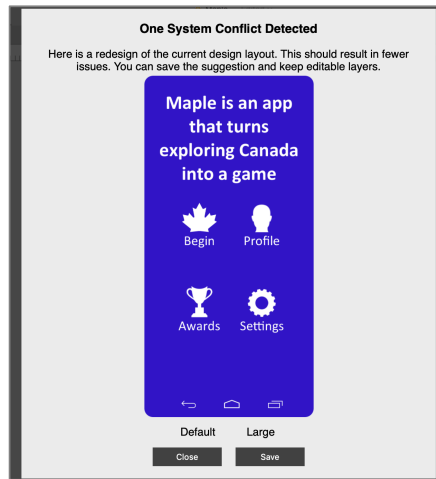 One System Conflict Detected
Here is a redesign of the current design layout. This should result in fewer
issues. You can save the suggestion and keep editable layers.
Maple is an app
that turns
exploring Canada
into a game
Begin Profile
Awards Settings
Default Large
Close Save